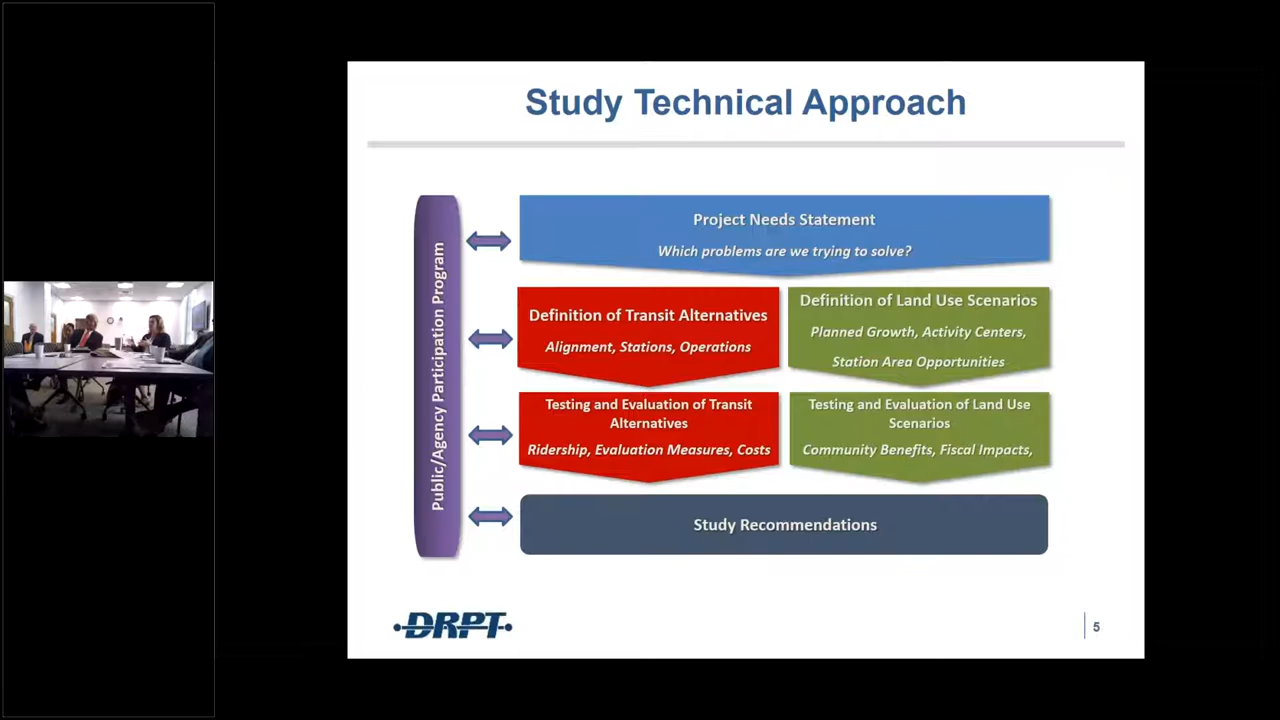 Study Technical Approach
Public/Agency Participation Program
Project Needs Statement
Which problems are we trying to solve?
Definition of Transit Alternatives
Alignment, Stations, Operations
Definition of Land Use Scenarios
Planned Growth, Activity Centers,
Station Area Opportunities
Testing and Evaluation of Transit
Alternatives
Ridership, Evaluation Measures, Costs
Testing and Evaluation of Land Use
Scenarios
Community Benefits, Fiscal Impacts,
Study Recommendations
DRPT
5